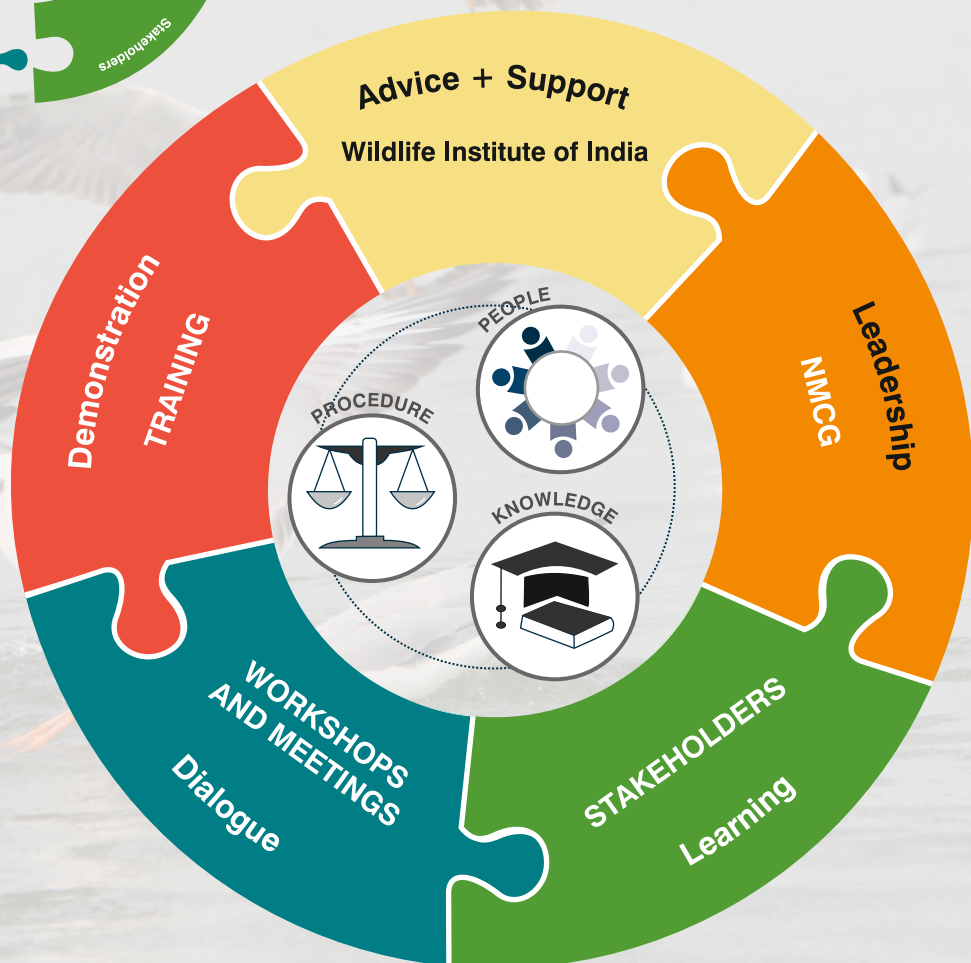 Stakeholders
Advice + Support
Wildlife Institute of India
Leadership
NMCG
STAKEHOLDERS
Learning
WORKSHOPS
AND MEETINGS
Dialogue
Demonstration
TRAINING
PEOPLE
PROCEDURE
KNOWLEDGE